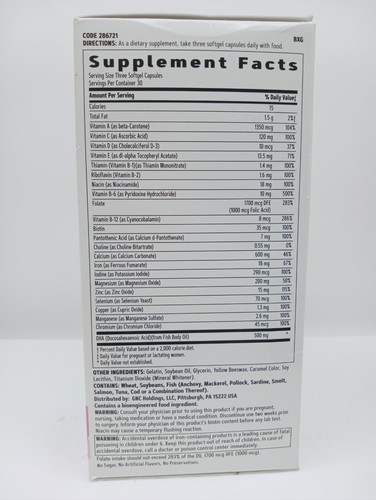 CODE 286721
BXG
DIRECTIONS: As a dietary supplement, take three softgel capsules daily with food.
Supplement Facts
Serving Size Three Softgel Capsules
Servings Per Container 30
Amount Per Serving % Daily Value‡
Calories 15
Total Fat 1.5 g 2%†
Vitamin A (as beta-Carotene) 1350 mcg 104%
Vitamin C (as Ascorbic Acid) 120 mg 100%
Vitamin D (as Cholecalciferol D-3) 10 mcg 37%
Vitamin E (as dl-alpha Tocopheryl Acetate) 13.5 mg 71%
Thiamin (Vitamin B-1)(as Thiamin Mononitrate) 1.4 mg 100%
Riboflavin (Vitamin B-2) 1.6 mg 100%
Niacin (as Niacinamide) 18 mg 100%
Vitamin B-6 (as Pyridoxine Hydrochloride) 10 mg 500%
Folate 1700 mcg DFE 283%
(1000 mcg Folic Acid)
Vitamin B-12 (as Cyanocobalamin) 8 mcg 286%
Biotin 35 mcg 100%
Pantothenic Acid (as Calcium d-Pantothenate) 7 mg 100%
Choline (as Choline Bitartrate) 0.55 mg 0%
Calcium (as Calcium Carbonate) 600 mg 46%
Iron (as Ferrous Fumarate) 18 mg 67%
Iodine (as Potassium Iodide) 290 mcg 100%
Magnesium (as Magnesium Oxide) 200 mg 50%
Zinc (as Zinc Oxide) 15 mg 115%
Selenium (as Selenium Yeast) 70 mcg 100%
Copper (as Cupric Oxide) 1.3 mg 100%
Manganese (as Manganese Sulfate) 2.6 mg 100%
Chromium (as Chromium Chloride) 45 mcg 100%
DHA (Docosahexaenoic Acid)(from Fish Body Oil) 500 mg *
† Percent Daily Value based on a 2,000 calorie diet.
‡ Daily Value for pregnant or lactating women.
* Daily Value not established.
OTHER INGREDIENTS: Gelatin, Soybean Oil, Glycerin, Yellow Beeswax, Caramel Color, Soy
Lecithin, Titanium Dioxide (Mineral Whitener)
CONTAINS: Wheat, Soybeans, Fish (Anchovy, Mackerel, Pollock, Sardine, Smelt,
Salmon, Tuna, Cod or a Combination Thereof).
Distributed by: GNC Holdings, LLC, Pittsburgh, PA 15222 USA
Contains a bioengineered food ingredient.
WARNING: Consult your physician prior to using this product if you are pregnant,
nursing, taking medication or have a medical condition. Discontinue use two weeks prior
to surgery. Inform your physician of this product's biotin content before any lab test.
Niacin may cause a temporary flushing reaction.
WARNING: Accidental overdose of iron-containing products is a leading cause of fatal
poisoning in children under 6. Keep this product out of reach of children. In case of
accidental overdose, call a doctor or poison control center immediately.
Folate intake should not exceed 283% of the DV, 1700 mcg DFE (1000 mcg)
No Sugar, No Artificial Flavors, No Preservatives.